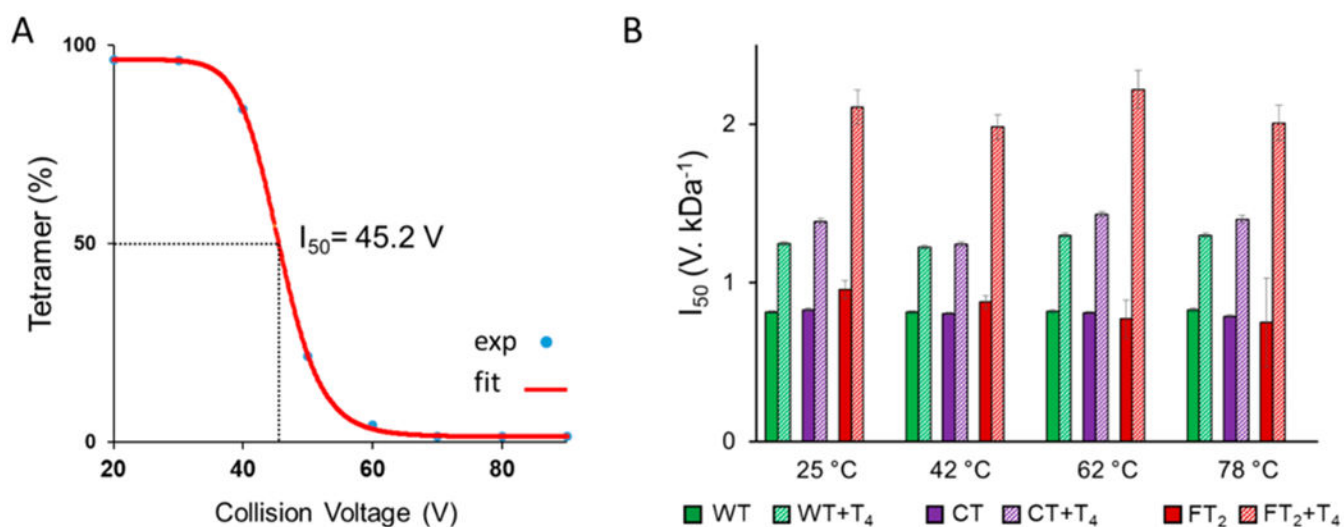 A
100
Tetramer (%)
50
0
I₅₀= 45.2 V
exp
fit
20 40 60 80
Collision Voltage (V)
B
2
I₅₀ (V. kDa⁻¹)
1
0
25 °C 42 °C 62 °C 78 °C
WT WT+T₄ CT CT+T₄ FT₂ FT₂+T₄